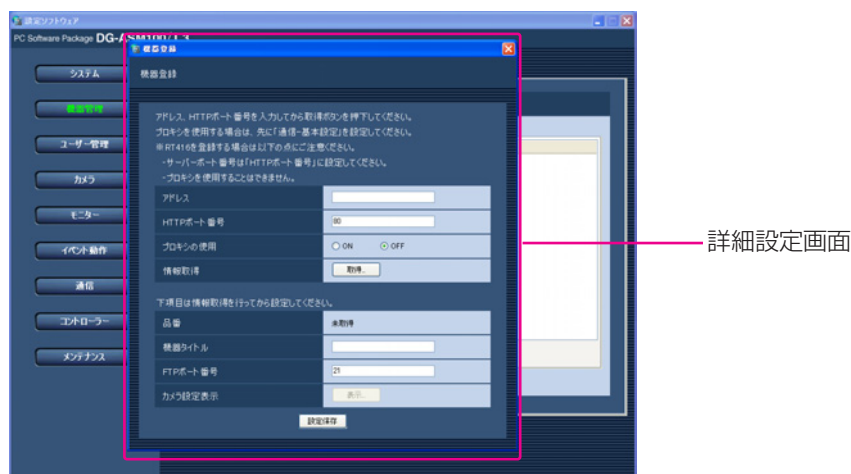 設定ソフトウェア
PC Software Package DG-ASM100/1.3
機器登録
機器登録
システム
機器管理
ユーザー管理
カメラ
モニター
イベント動作
通信
コントローラー
メンテナンス
アドレス、HTTPポート番号を入力してから取得ボタンを押下してください。
プロキシを使用する場合は、先に「通信-基本設定」を設定してください。
※RT416を登録する場合は以下の点にご注意ください。
-サーバーポート番号は「HTTPポート番号」に設定してください。
-プロキシを使用することはできません。
アドレス
HTTPポート番号 80
プロキシの使用 ON OFF
情報取得 取得..
下項目は情報取得を行ってから設定してください。
品番 未取得
機器タイトル
FTPポート番号 21
カメラ設定表示 表示..
設定保存
詳細設定画面